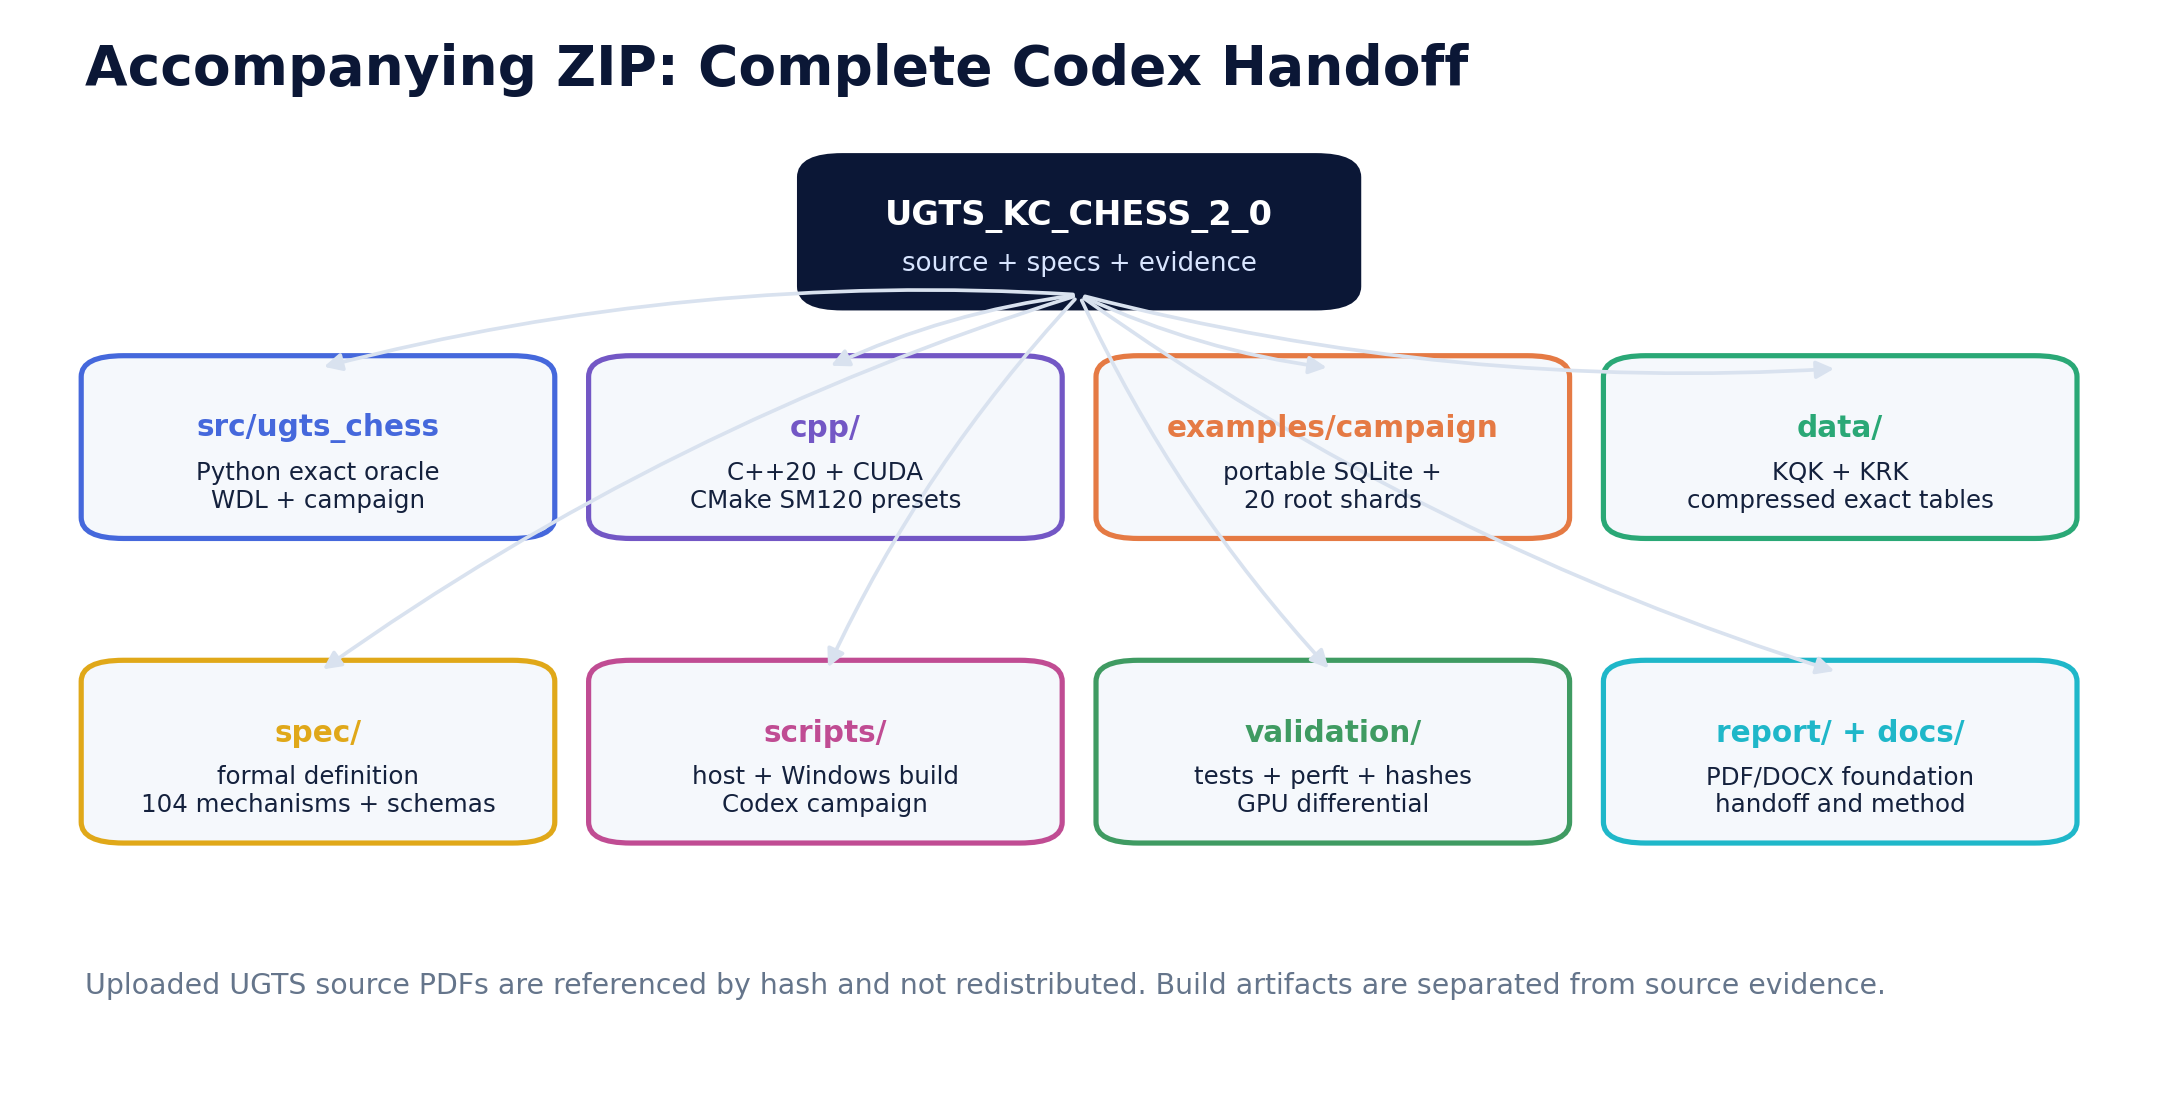 Accompanying ZIP: Complete Codex Handoff
UGTS_KC_CHESS_2_0
source + specs + evidence
src/ugts_chess
Python exact oracle
WDL + campaign
cpp/
C++20 + CUDA
CMake SM120 presets
examples/campaign
portable SQLite +
20 root shards
data/
KQK + KRK
compressed exact tables
spec/
formal definition
104 mechanisms + schemas
scripts/
host + Windows build
Codex campaign
validation/
tests + perft + hashes
GPU differential
report/ + docs/
PDF/DOCX foundation
handoff and method
Uploaded UGTS source PDFs are referenced by hash and not redistributed. Build artifacts are separated from source evidence.